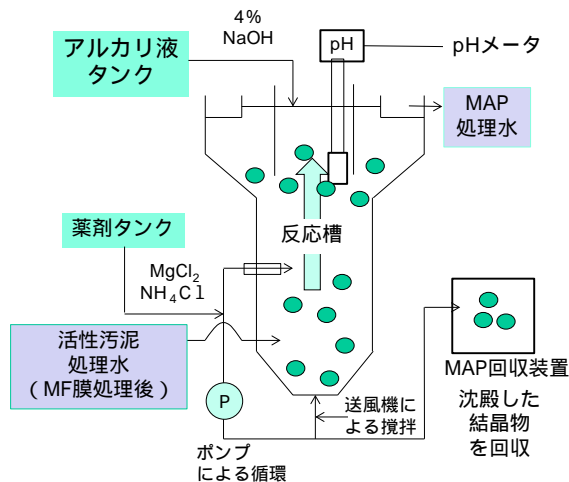 4%
NaOH
アルカリ液
タンク
pH
pHメータ
MAP
処理水
薬剤タンク
反応槽
MgCl₂
NH₄Cl
活性汚泥
処理水
(MF膜処理後)
P
ポンプ
による循環
送風機に
よる撹拌
MAP回収装置
沈殿した
結晶物
を回収